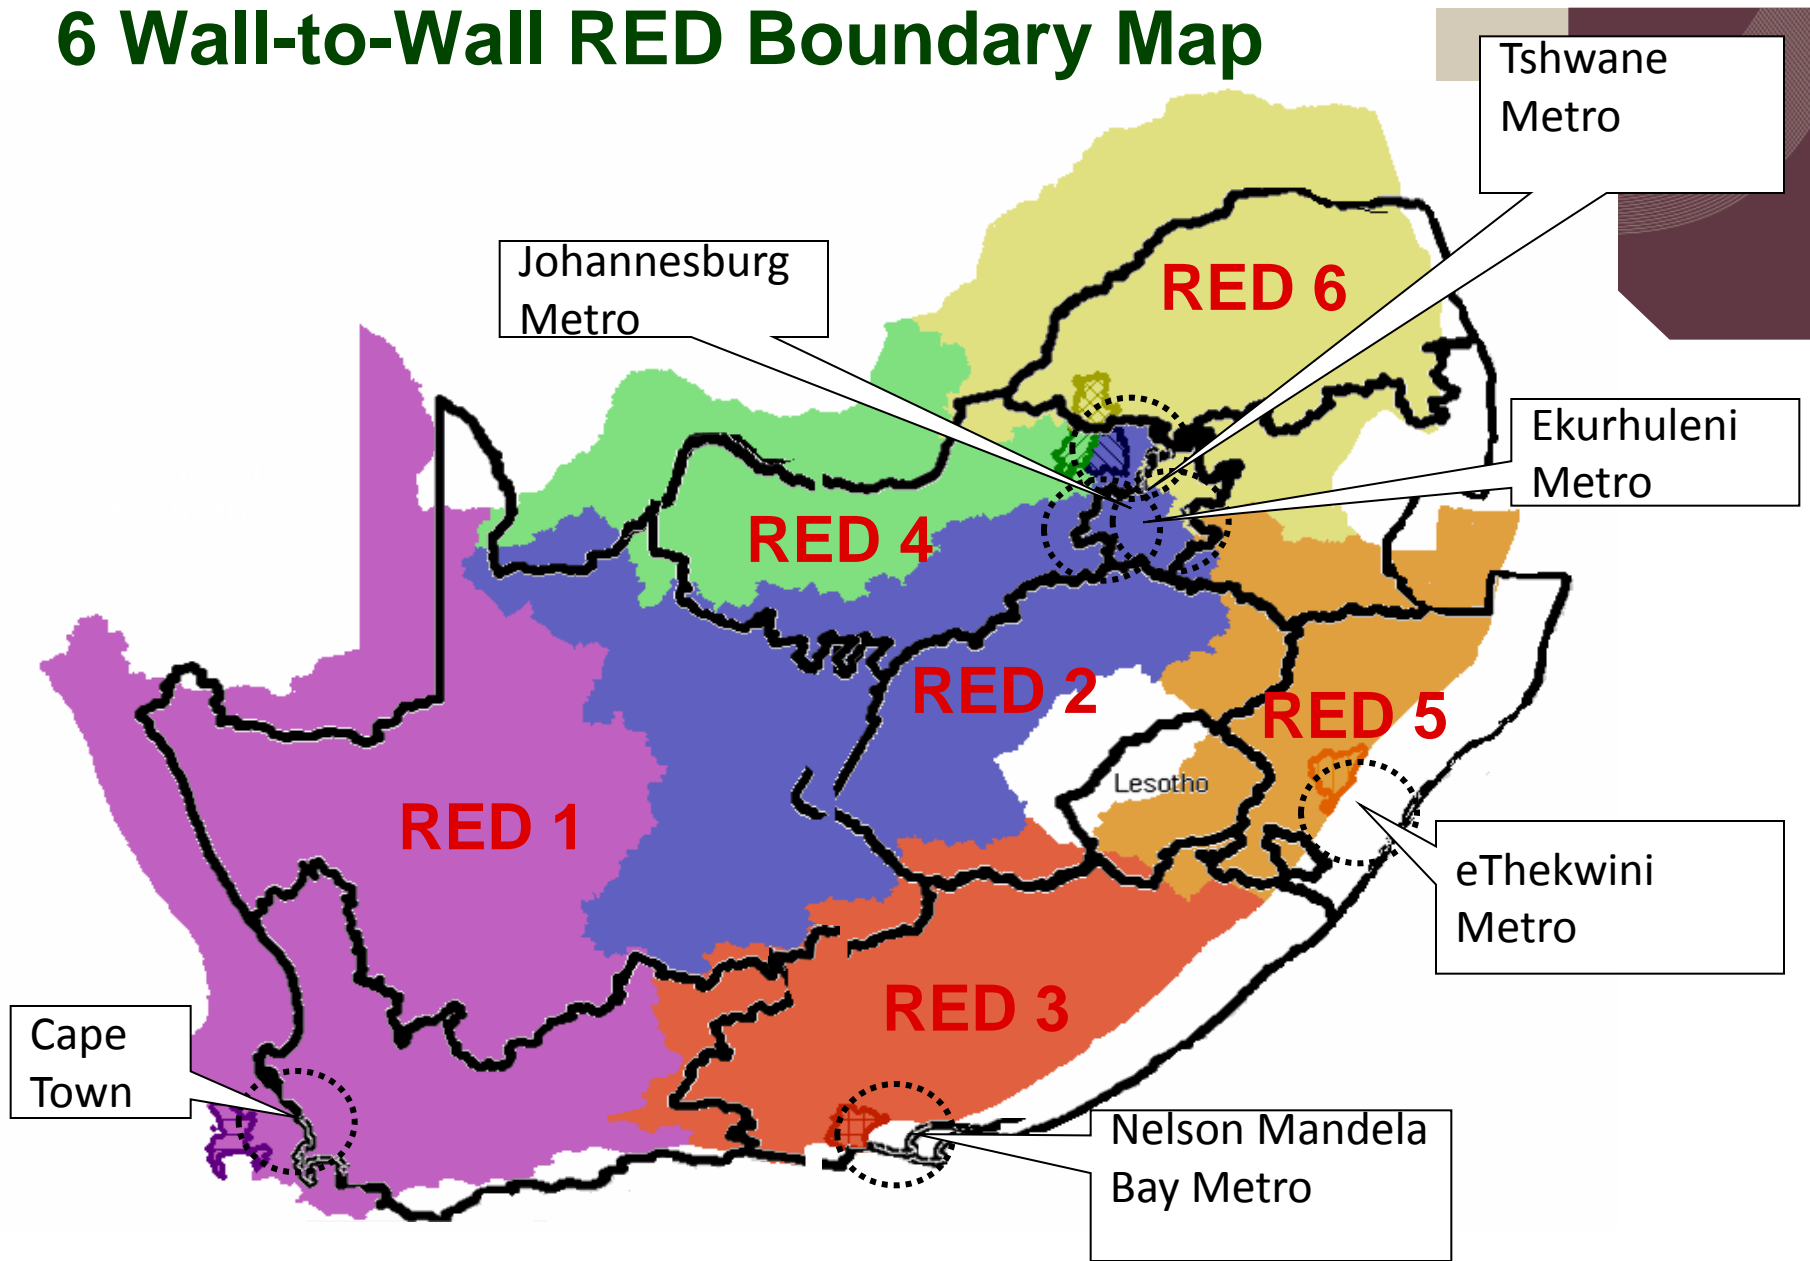 6 Wall-to-Wall RED Boundary Map
Tshwane
Metro
Johannesburg
Metro
RED 6
Ekurhuleni
Metro
RED 4
RED 2
RED 5
Lesotho
RED 1
eThekwini
Metro
RED 3
Cape
Town
Nelson Mandela
Bay Metro